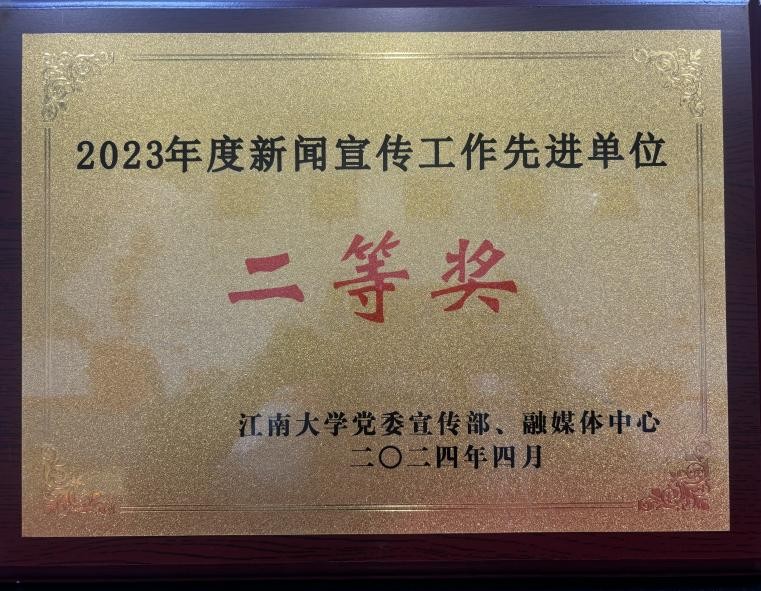 2023年度新闻宣传工作先进单位
二等奖
江南大学党委宣传部、融媒体中心
二〇二四年四月